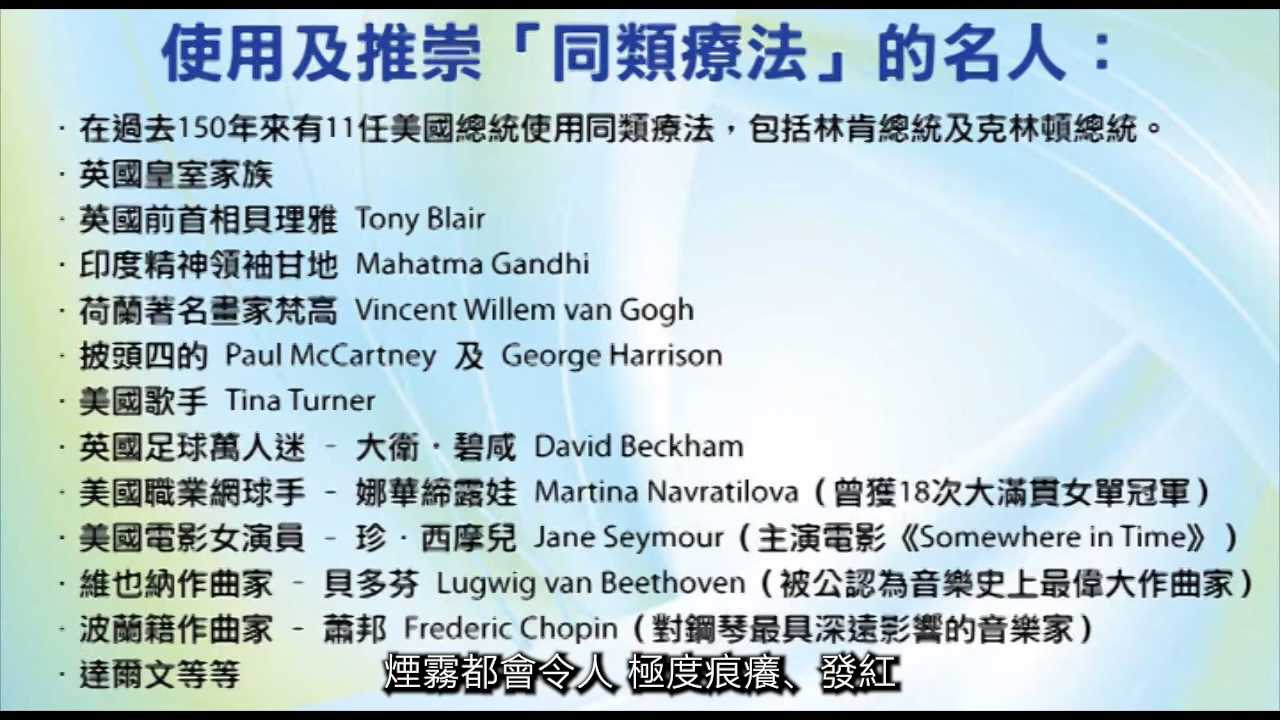 使用及推崇「同類療法」的名人：
· 在過去150年來有11任美國總統使用同類療法，包括林肯總統及克林頓總統。
· 英國皇室家族
· 英國前首相貝理雅 Tony Blair
· 印度精神領袖甘地 Mahatma Gandhi
· 荷蘭著名畫家梵高 Vincent Willem van Gogh
· 披頭四的 Paul McCartney 及 George Harrison
· 美國歌手 Tina Turner
· 英國足球萬人迷 - 大衛·碧咸 David Beckham
· 美國職業網球手 - 娜華締露娃 Martina Navratilova（曾獲18次大滿貫女單冠軍）
· 美國電影女演員 - 珍·西摩兒 Jane Seymour（主演電影《Somewhere in Time》）
· 維也納作曲家 - 貝多芬 Lugwig van Beethoven（被公認為音樂史上最偉大作曲家）
· 波蘭籍作曲家 - 蕭邦 Frederic Chopin（對鋼琴最具深遠影響的音樂家）
· 達爾文等等
煙霧都會令人 極度痕癢、發紅